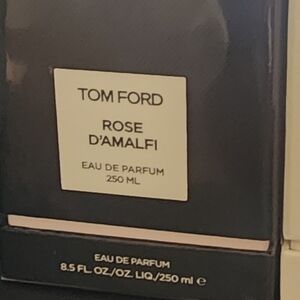 TOM FORD
ROSE
D'AMALFI
EAU DE PARFUM
250 ML
EAU DE PARFUM
8.5 FL. OZ./OZ. LIQ./250 ml e